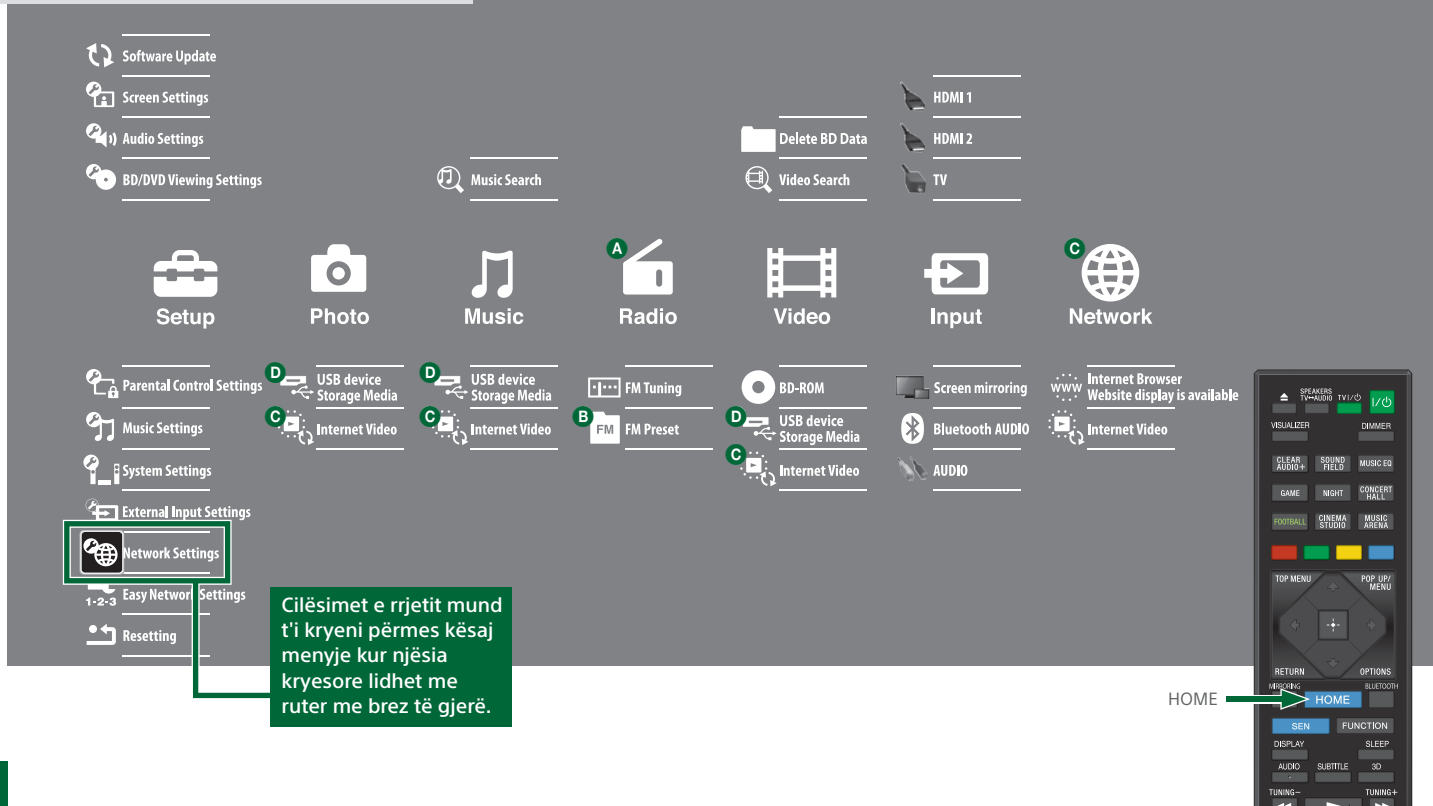 Software Update
Screen Settings
Audio Settings
BD/DVD Viewing Settings
Music Search
Delete BD Data
Video Search
HDMI 1
HDMI 2
TV
Setup
Photo
Music
A
Radio
Video
Input
C
Network
Parental Control Settings
Music Settings
System Settings
External Input Settings
Network Settings
1-2-3
Easy Network Settings
Resetting
D
USB device
Storage Media
C
Internet Video
D
USB device
Storage Media
C
Internet Video
FM Tuning
B
FM
FM Preset
BD-ROM
D
USB device
Storage Media
C
Internet Video
Screen mirroring
Bluetooth AUDIO
AUDIO
www
Internet Browser
Website display is available
Internet Video
Cilësimet e rrjetit mund
t'i kryeni përmes kësaj
menyje kur njësia
kryesore lidhet me
ruter me brez të gjerë.
HOME
SPEAKERS
TV↔AUDIO
TV I/⏻
I/⏻
VISUALIZER
DIMMER
CLEAR
AUDIO+
SOUND
FIELD
MUSIC EQ
GAME
NIGHT
CONCERT
HALL
FOOTBALL
CINEMA
STUDIO
MUSIC
ARENA
TOP MENU
POP UP/
MENU
RETURN
OPTIONS
MIRRORING
HOME
BLUETOOTH
SEN
FUNCTION
DISPLAY
SLEEP
AUDIO
SUBTITLE
3D
TUNING−
TUNING+